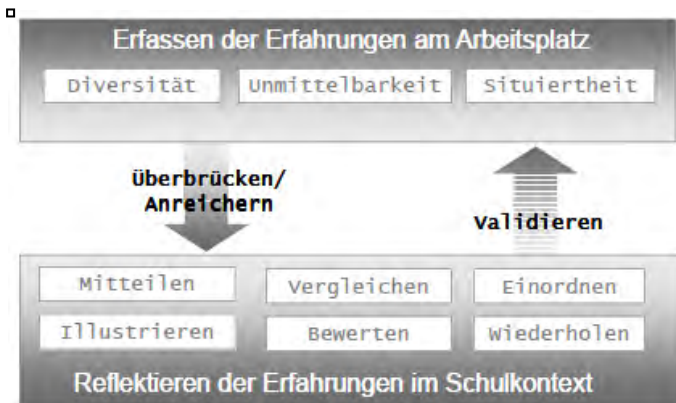 Erfassen der Erfahrungen am Arbeitsplatz
Diversität Unmittelbarkeit Situiertheit
Überbrücken/
Anreichern
Validieren
Mitteilen Vergleichen Einordnen
Illustrieren Bewerten Wiederholen
Reflektieren der Erfahrungen im Schulkontext